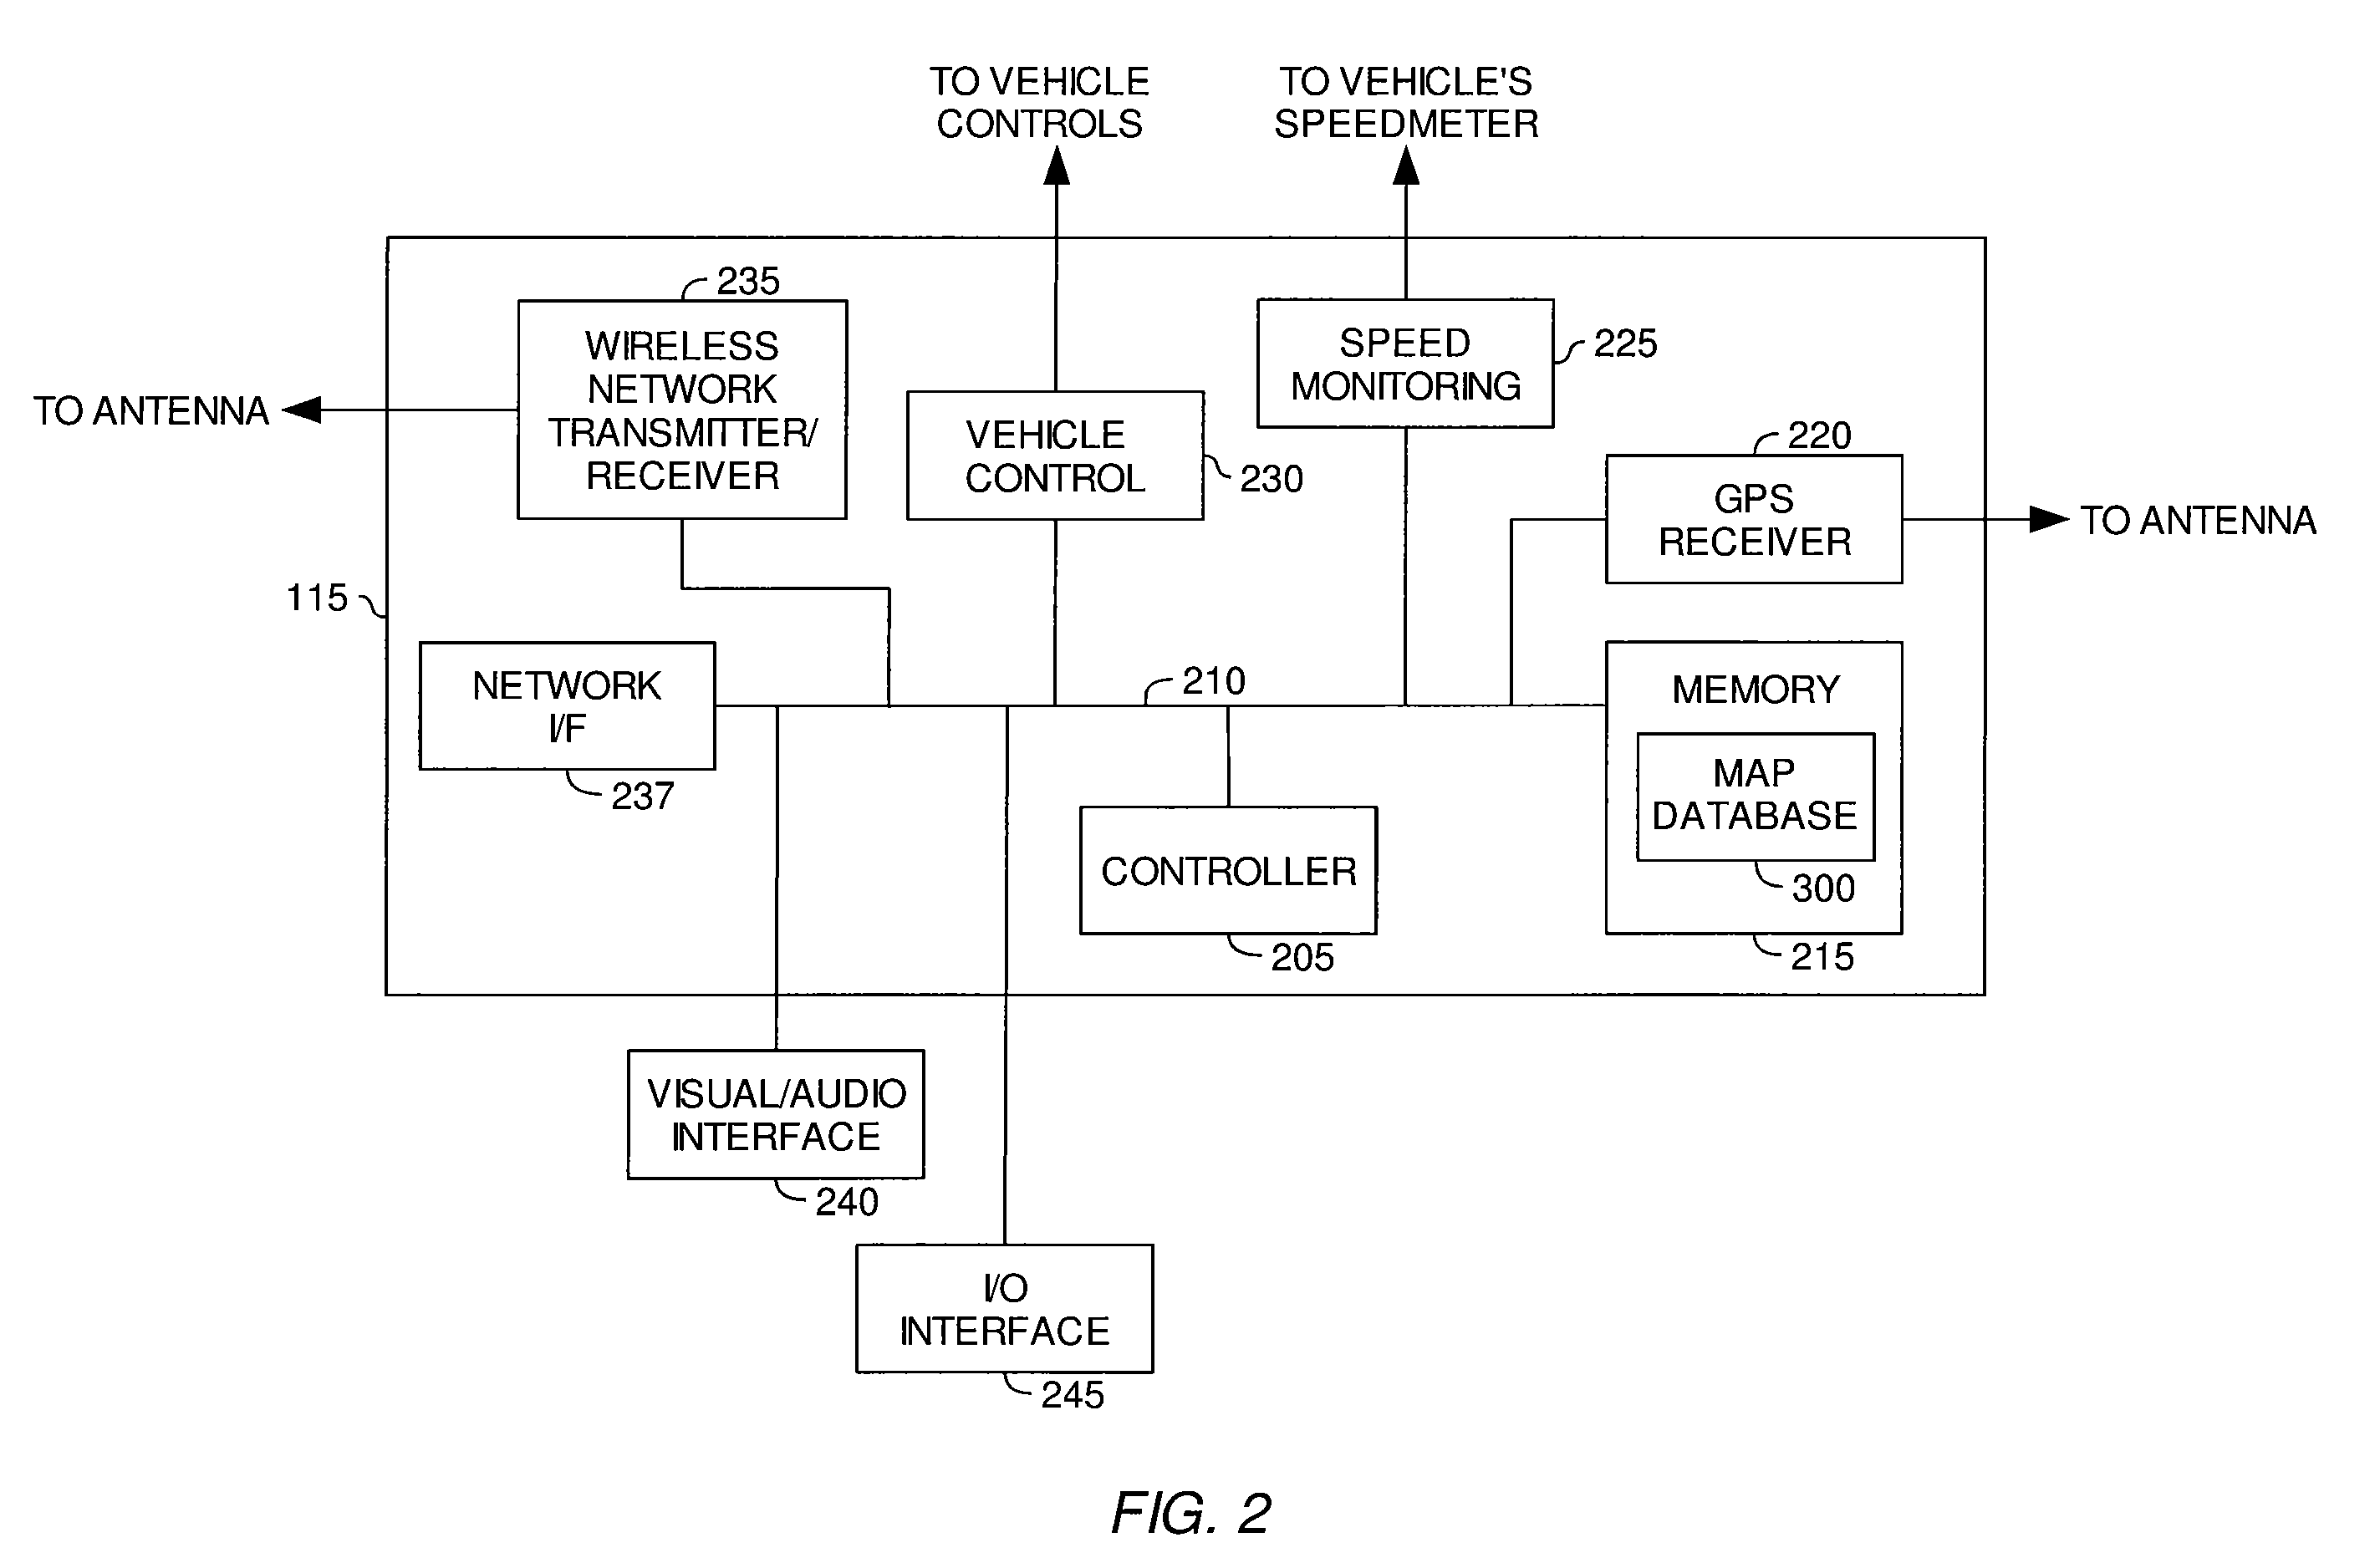 TO VEHICLE
CONTROLS
TO VEHICLE'S
SPEEDMETER
235
WIRELESS
NETWORK
TRANSMITTER/
RECEIVER
TO ANTENNA
SPEED
MONITORING
225
VEHICLE
CONTROL
230
220
GPS
RECEIVER
TO ANTENNA
115
NETWORK
I/F
237
210
MEMORY
MAP
DATABASE
300
215
CONTROLLER
205
VISUAL/AUDIO
INTERFACE
240
I/O
INTERFACE
245
FIG. 2